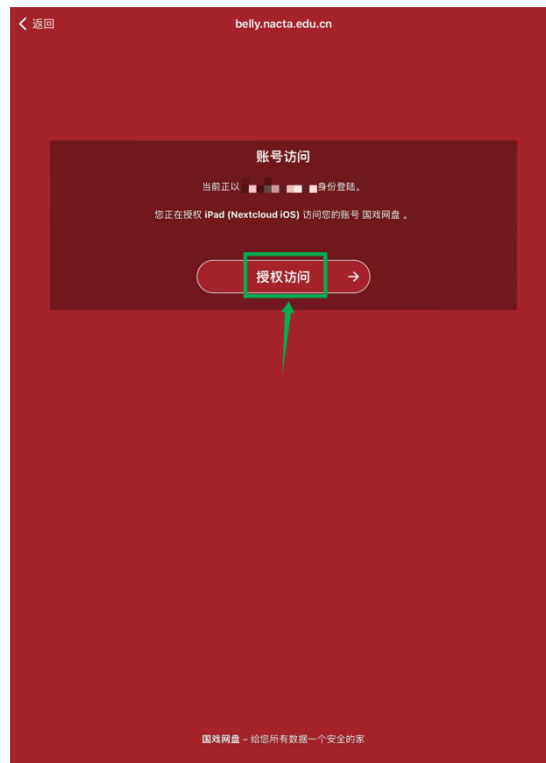 返回
belly.nacta.edu.cn
账号访问
当前正以 身份登陆。
您正在授权 iPad (Nextcloud iOS) 访问您的账号 国戏网盘 。
授权访问 →
国戏网盘 – 给您所有数据一个安全的家